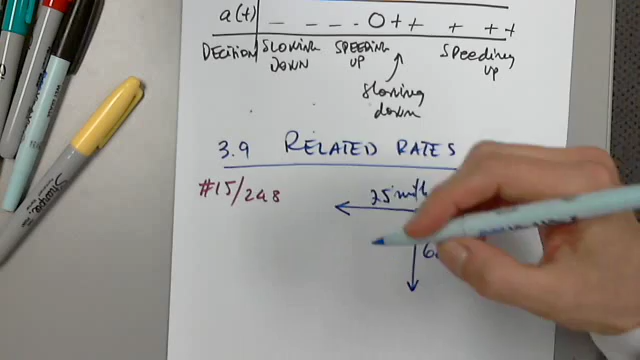 a(t) - - - - 0 + + + + +
DECISION SLOWING DOWN SPEEDING UP SPEEDING UP
slowing down
3.9 RELATED RATES
#15/248
25 mi/h